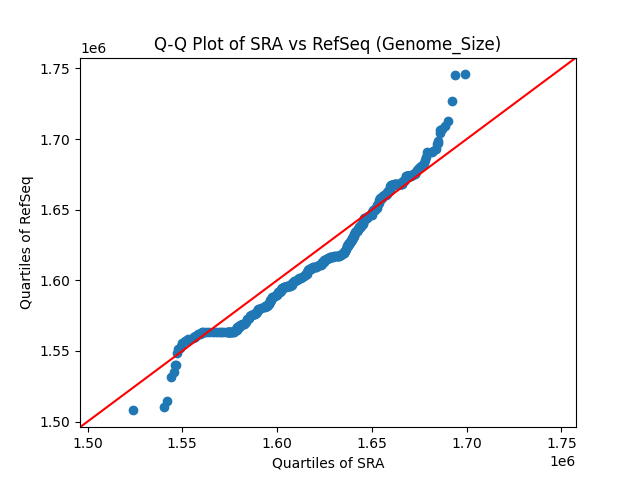 Q-Q Plot of SRA vs RefSeq (Genome_Size)
1e6
1.75
1.70
1.65
1.60
1.55
1.50
Quartiles of RefSeq
1.50 1.55 1.60 1.65 1.70 1.75
Quartiles of SRA
1e6